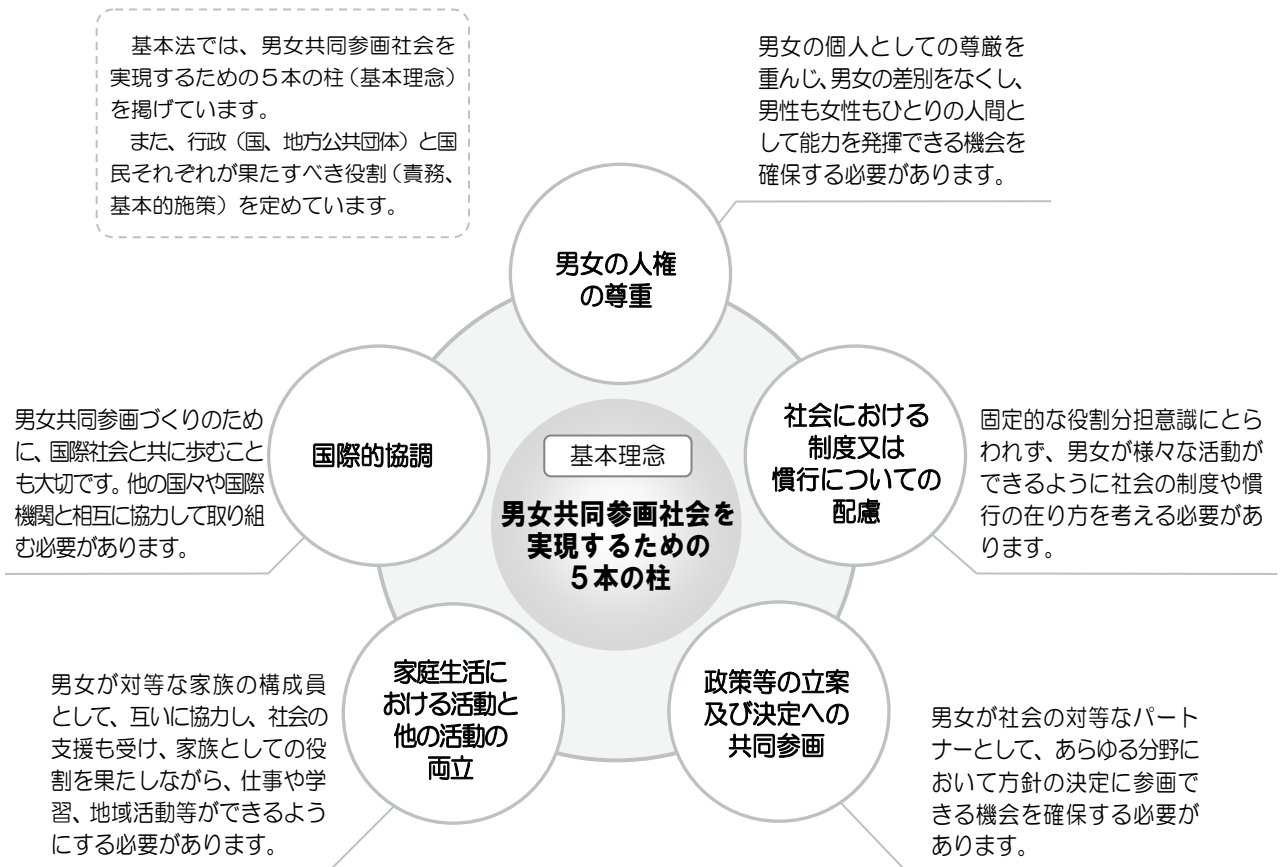 基本法では、男女共同参画社会を
実現するための５本の柱（基本理念）
を掲げています。
また、行政（国、地方公共団体）と国
民それぞれが果たすべき役割（責務、
基本的施策）を定めています。
男女の個人としての尊厳を
重んじ、男女の差別をなくし、
男性も女性もひとりの人間と
して能力を発揮できる機会を
確保する必要があります。
男女の人権
の尊重
男女共同参画づくりのため
に、国際社会と共に歩むこと
も大切です。他の国々や国際
機関と相互に協力して取り組
む必要があります。
国際的協調
基本理念
男女共同参画社会を
実現するための
５本の柱
社会における
制度又は
慣行についての
配慮
固定的な役割分担意識にとら
われず、男女が様々な活動が
できるように社会の制度や慣
行の在り方を考える必要があ
ります。
男女が対等な家族の構成員
として、互いに協力し、社会の
支援も受け、家族としての役
割を果たしながら、仕事や学
習、地域活動等ができるよう
にする必要があります。
家庭生活に
おける活動と
他の活動の
両立
政策等の立案
及び決定への
共同参画
男女が社会の対等なパート
ナーとして、あらゆる分野に
おいて方針の決定に参画で
きる機会を確保する必要が
あります。